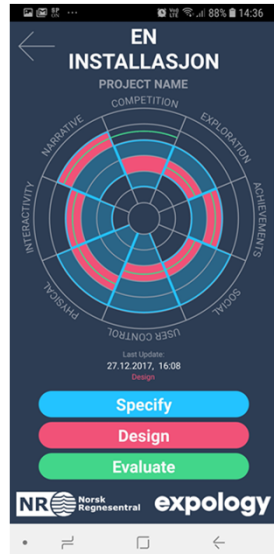 88% 14:36
EN
INSTALLASJON
PROJECT NAME
COMPETITION
EXPLORATION
ACHIEVEMENTS
SOCIAL
USER CONTROL
PHYSICAL
INTERACTIVITY
NARRATIVE
Last Update:
27.12.2017, 16:08
Design
Specify
Design
Evaluate
NR Norsk
Regnesentral
expology